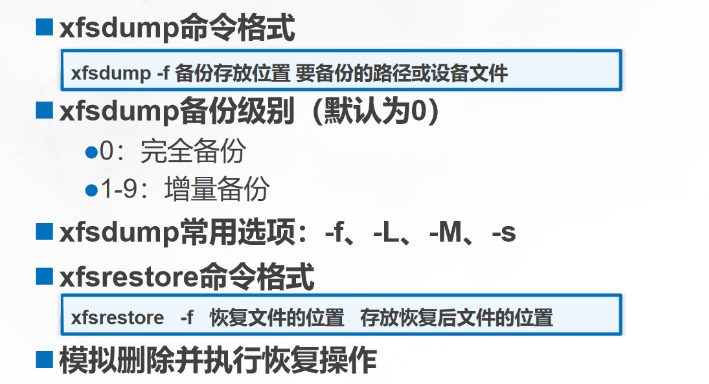 xfsdump命令格式
xfsdump -f 备份存放位置 要备份的路径或设备文件
xfsdump备份级别（默认为0）
0：完全备份
1-9：增量备份
xfsdump常用选项：-f、-L、-M、-s
xfsrestore命令格式
xfsrestore -f 恢复文件的位置 存放恢复后文件的位置
模拟删除并执行恢复操作